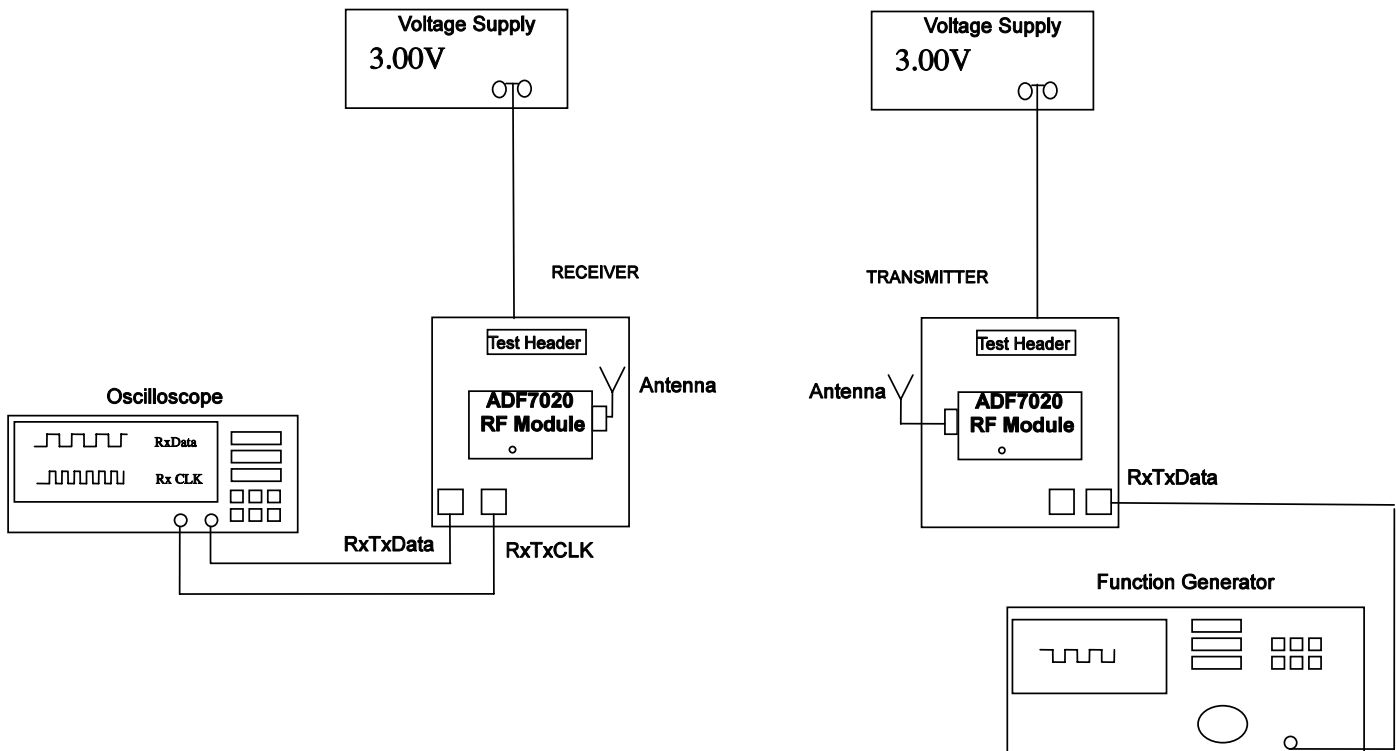 Voltage Supply
3.00V
Voltage Supply
3.00V
RECEIVER
TRANSMITTER
Test Header
ADF7020
RF Module
Antenna
Test Header
ADF7020
RF Module
Antenna
Oscilloscope
RxData
Rx CLK
RxTxData
RxTxCLK
RxTxData
Function Generator